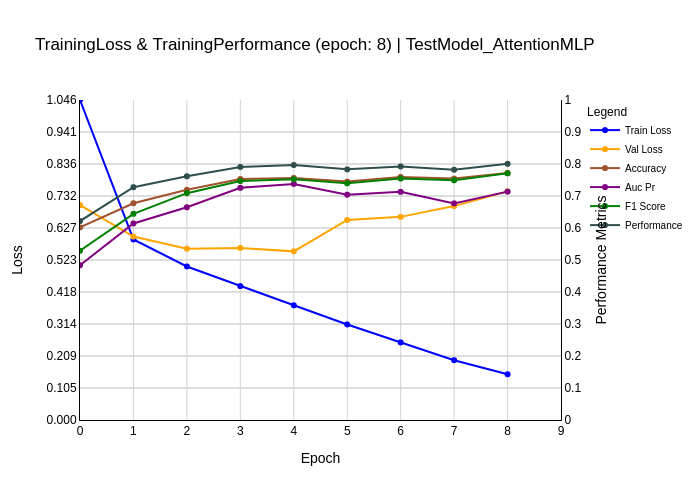 TrainingLoss & TrainingPerformance (epoch: 8) | TestModel_AttentionMLP
1.046
0.941
0.836
0.732
0.627
0.523
0.418
0.314
0.209
0.105
0.000
Loss
1
0.9
0.8
0.7
0.6
0.5
0.4
0.3
0.2
0.1
0
Performance Metrics
Legend
Train Loss
Val Loss
Accuracy
Auc Pr
F1 Score
Performance
0 1 2 3 4 5 6 7 8 9
Epoch